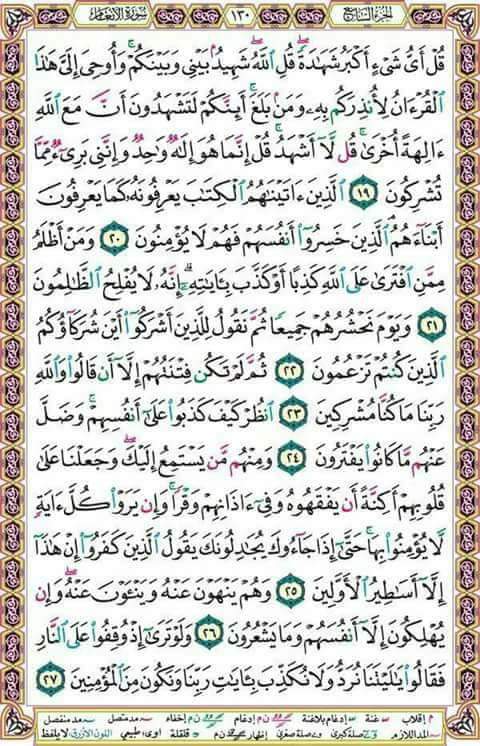 الجزء السابع ١٣٠ سورة الأنعام
قُلْ أَىُّ شَىْءٍ أَكْبَرُ شَهَٰدَةً ۖ قُلِ ٱللَّهُ ۖ شَهِيدٌۢ بَيْنِى وَبَيْنَكُمْ ۚ وَأُوحِىَ إِلَىَّ هَٰذَا
ٱلْقُرْءَانُ لِأُنذِرَكُم بِهِۦ وَمَنۢ بَلَغَ ۚ أَئِنَّكُمْ لَتَشْهَدُونَ أَنَّ مَعَ ٱللَّهِ
ءَالِهَةً أُخْرَىٰ ۚ قُل لَّآ أَشْهَدُ ۚ قُلْ إِنَّمَا هُوَ إِلَٰهٌ وَٰحِدٌ وَإِنَّنِى بَرِىٓءٌ مِّمَّا
تُشْرِكُونَ ١٩ ٱلَّذِينَ ءَاتَيْنَٰهُمُ ٱلْكِتَٰبَ يَعْرِفُونَهُۥ كَمَا يَعْرِفُونَ
أَبْنَآءَهُمُ ۘ ٱلَّذِينَ خَسِرُوٓا۟ أَنفُسَهُمْ فَهُمْ لَا يُؤْمِنُونَ ٢٠ وَمَنْ أَظْلَمُ
مِمَّنِ ٱفْتَرَىٰ عَلَى ٱللَّهِ كَذِبًا أَوْ كَذَّبَ بِـَٔايَٰتِهِۦٓ ۗ إِنَّهُۥ لَا يُفْلِحُ ٱلظَّٰلِمُونَ
٢١ وَيَوْمَ نَحْشُرُهُمْ جَمِيعًا ثُمَّ نَقُولُ لِلَّذِينَ أَشْرَكُوٓا۟ أَيْنَ شُرَكَآؤُكُمُ
ٱلَّذِينَ كُنتُمْ تَزْعُمُونَ ٢٢ ثُمَّ لَمْ تَكُن فِتْنَتُهُمْ إِلَّآ أَن قَالُوا۟ وَٱللَّهِ
رَبِّنَا مَا كُنَّا مُشْرِكِينَ ٢٣ ٱنظُرْ كَيْفَ كَذَبُوا۟ عَلَىٰٓ أَنفُسِهِمْ ۚ وَضَلَّ
عَنْهُم مَّا كَانُوا۟ يَفْتَرُونَ ٢٤ وَمِنْهُم مَّن يَسْتَمِعُ إِلَيْكَ ۖ وَجَعَلْنَا عَلَىٰ
قُلُوبِهِمْ أَكِنَّةً أَن يَفْقَهُوهُ وَفِىٓ ءَاذَانِهِمْ وَقْرًا ۚ وَإِن يَرَوْا۟ كُلَّ ءَايَةٍ
لَّا يُؤْمِنُوا۟ بِهَا ۚ حَتَّىٰٓ إِذَا جَآءُوكَ يُجَٰدِلُونَكَ يَقُولُ ٱلَّذِينَ كَفَرُوٓا۟ إِنْ هَٰذَآ
إِلَّآ أَسَٰطِيرُ ٱلْأَوَّلِينَ ٢٥ وَهُمْ يَنْهَوْنَ عَنْهُ وَيَنْـَٔوْنَ عَنْهُ ۖ وَإِن
يُهْلِكُونَ إِلَّآ أَنفُسَهُمْ وَمَا يَشْعُرُونَ ٢٦ وَلَوْ تَرَىٰٓ إِذْ وُقِفُوا۟ عَلَى ٱلنَّارِ
فَقَالُوا۟ يَٰلَيْتَنَا نُرَدُّ وَلَا نُكَذِّبَ بِـَٔايَٰتِ رَبِّنَا وَنَكُونَ مِنَ ٱلْمُؤْمِنِينَ ٢٧
م إقلاب غنة إدغام بلاغنة ن م إدغام ن م إخفاء مد متصل مد منفصل
المد اللازم صلة كبرى صلة صغرى إظهار ن م قلقلة اوى: طبيعي اللون الأزرق: لا يلفظ